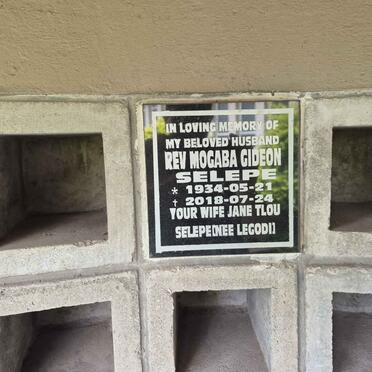 IN LOVING MEMORY OF
MY BELOVED HUSBAND
REV MOGABA GIDEON
SELEPE
* 1934-05-21
† 2018-07-24
YOUR WIFE JANE TLOU
SELEPE[NEE LEGODI]